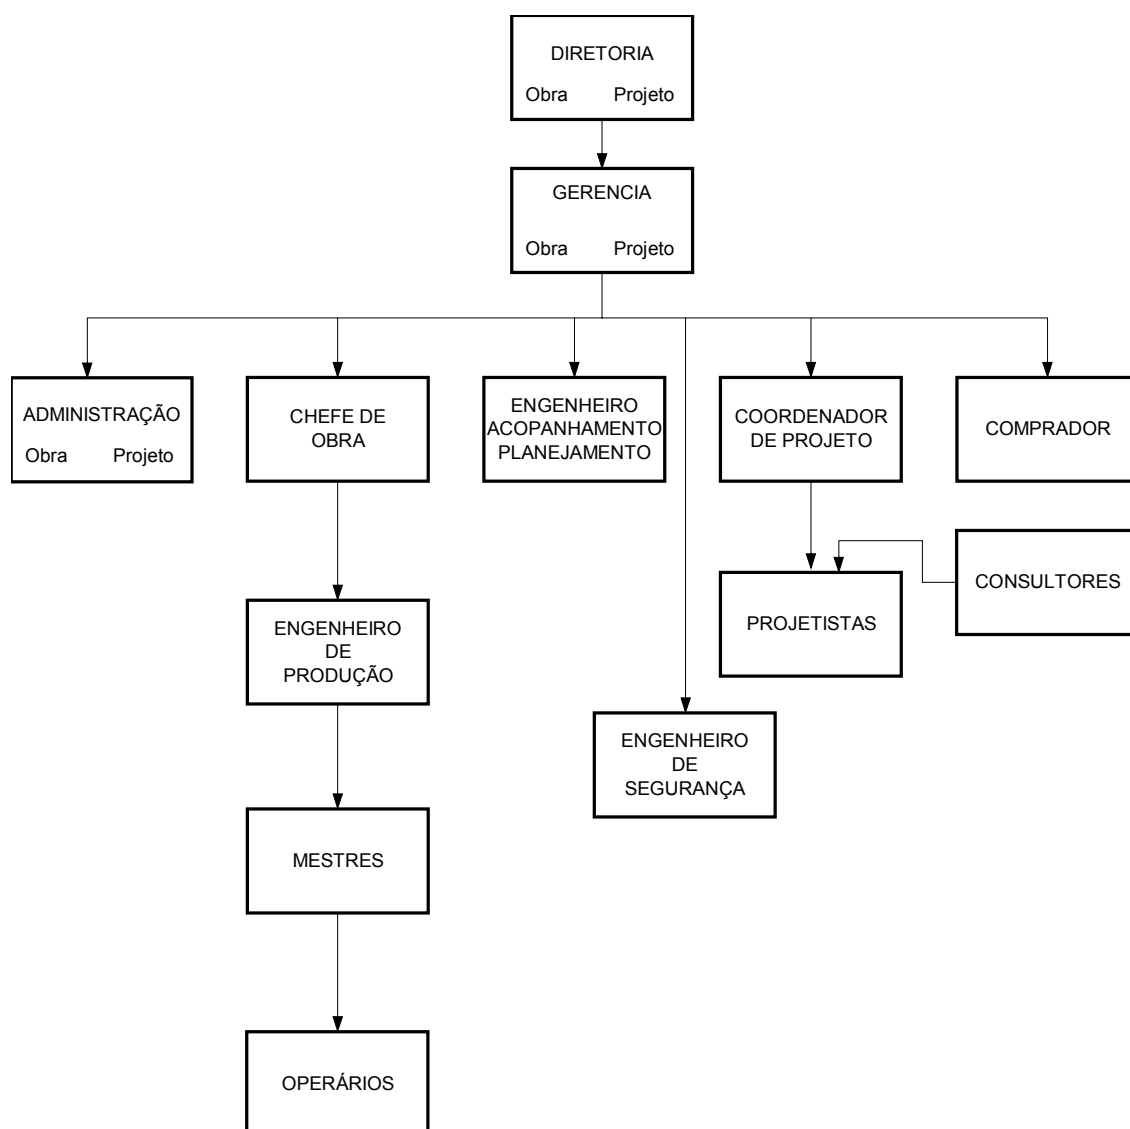 DIRETORIA
Obra Projeto
GERENCIA
Obra Projeto
ADMINISTRAÇÃO
Obra Projeto
CHEFE DE
OBRA
ENGENHEIRO
ACOPANHAMENTO
PLANEJAMENTO
COORDENADOR
DE PROJETO
COMPRADOR
CONSULTORES
PROJETISTAS
ENGENHEIRO
DE
PRODUÇÃO
ENGENHEIRO
DE
SEGURANÇA
MESTRES
OPERÁRIOS